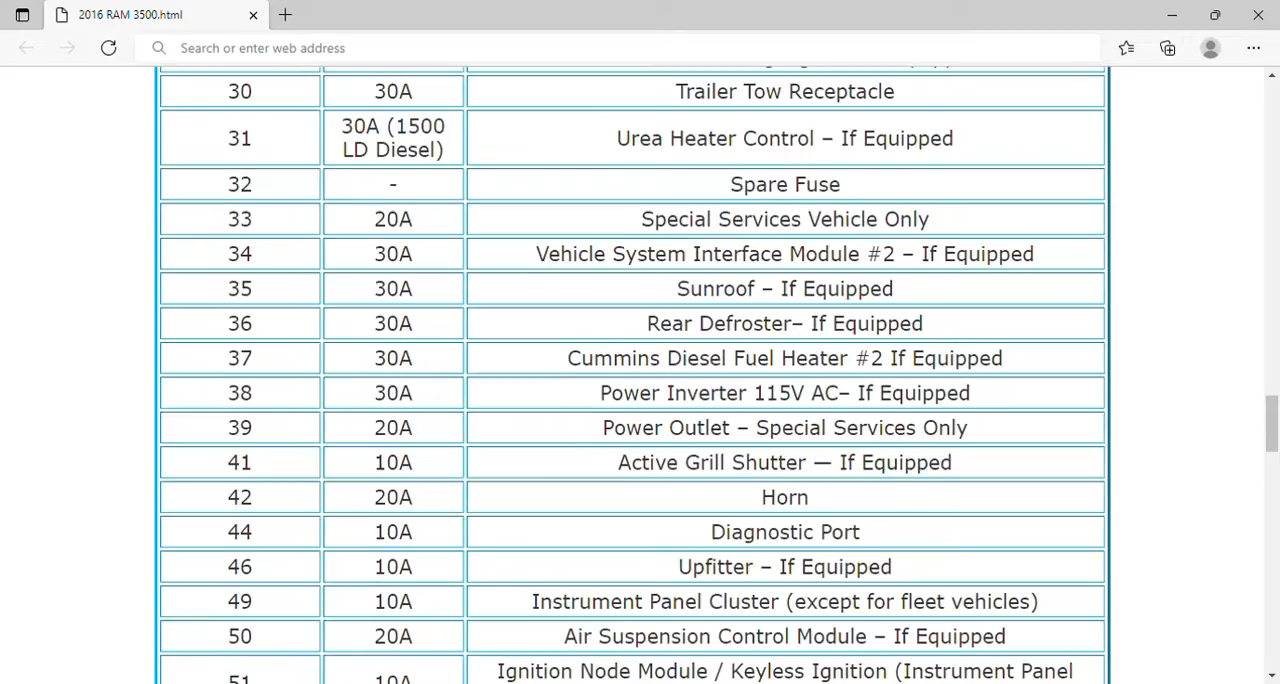 2016 RAM 3500.html
Search or enter web address
30 30A Trailer Tow Receptacle
31 30A (1500 LD Diesel) Urea Heater Control – If Equipped
32 - Spare Fuse
33 20A Special Services Vehicle Only
34 30A Vehicle System Interface Module #2 – If Equipped
35 30A Sunroof – If Equipped
36 30A Rear Defroster– If Equipped
37 30A Cummins Diesel Fuel Heater #2 If Equipped
38 30A Power Inverter 115V AC– If Equipped
39 20A Power Outlet – Special Services Only
41 10A Active Grill Shutter — If Equipped
42 20A Horn
44 10A Diagnostic Port
46 10A Upfitter – If Equipped
49 10A Instrument Panel Cluster (except for fleet vehicles)
50 20A Air Suspension Control Module – If Equipped
51 10A Ignition Node Module / Keyless Ignition (Instrument Panel